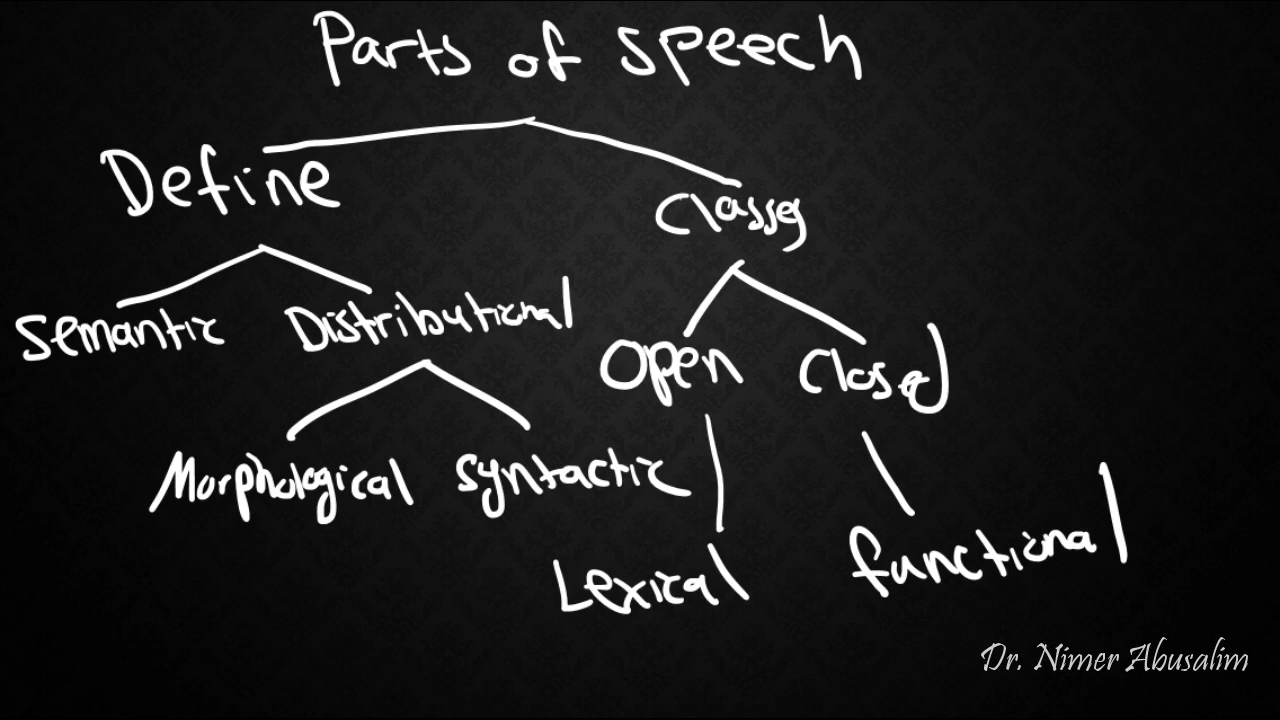 Parts of speech
Define
Classes
Semantic
Distributional
Open
Closed
Morphological
syntactic
Lexical
functional
Dr. Nimer Abusalim